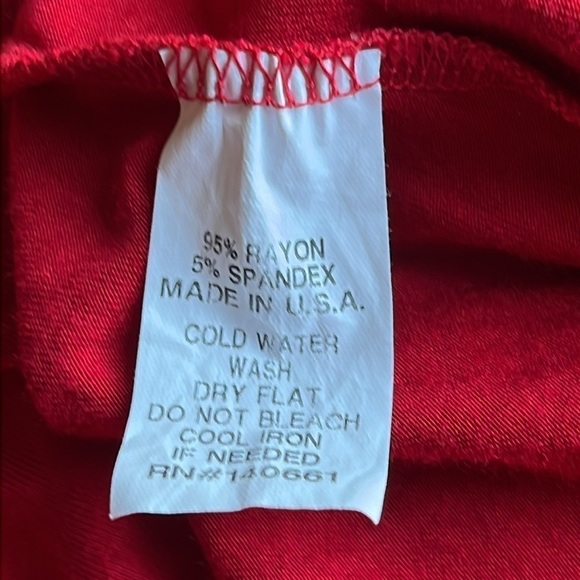 95% RAYON
5% SPANDEX
MADE IN U.S.A.
COLD WATER
WASH
DRY FLAT
DO NOT BLEACH
COOL IRON
IF NEEDED
RN#140661